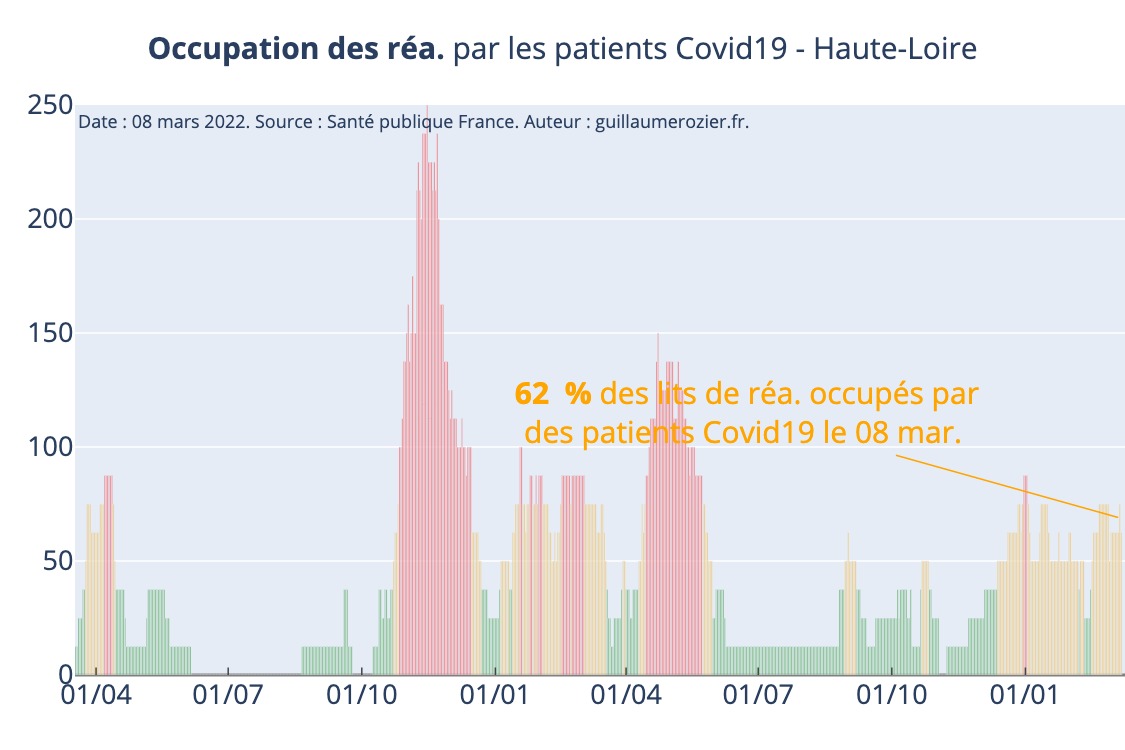 Occupation des réa. par les patients Covid19 - Haute-Loire
250
Date : 08 mars 2022. Source : Santé publique France. Auteur : guillaumerozier.fr.
200
150
62 % des lits de réa. occupés par
des patients Covid19 le 08 mar.
100
50
0
01/04 01/07 01/10 01/01 01/04 01/07 01/10 01/01